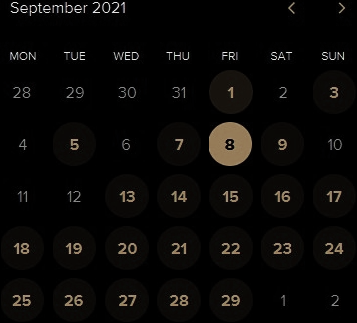 September 2021
MON TUE WED THU FRI SAT SUN
28 29 30 31 1 2 3
4 5 6 7 8 9 10
11 12 13 14 15 16 17
18 19 20 21 22 23 24
25 26 27 28 29 1 2